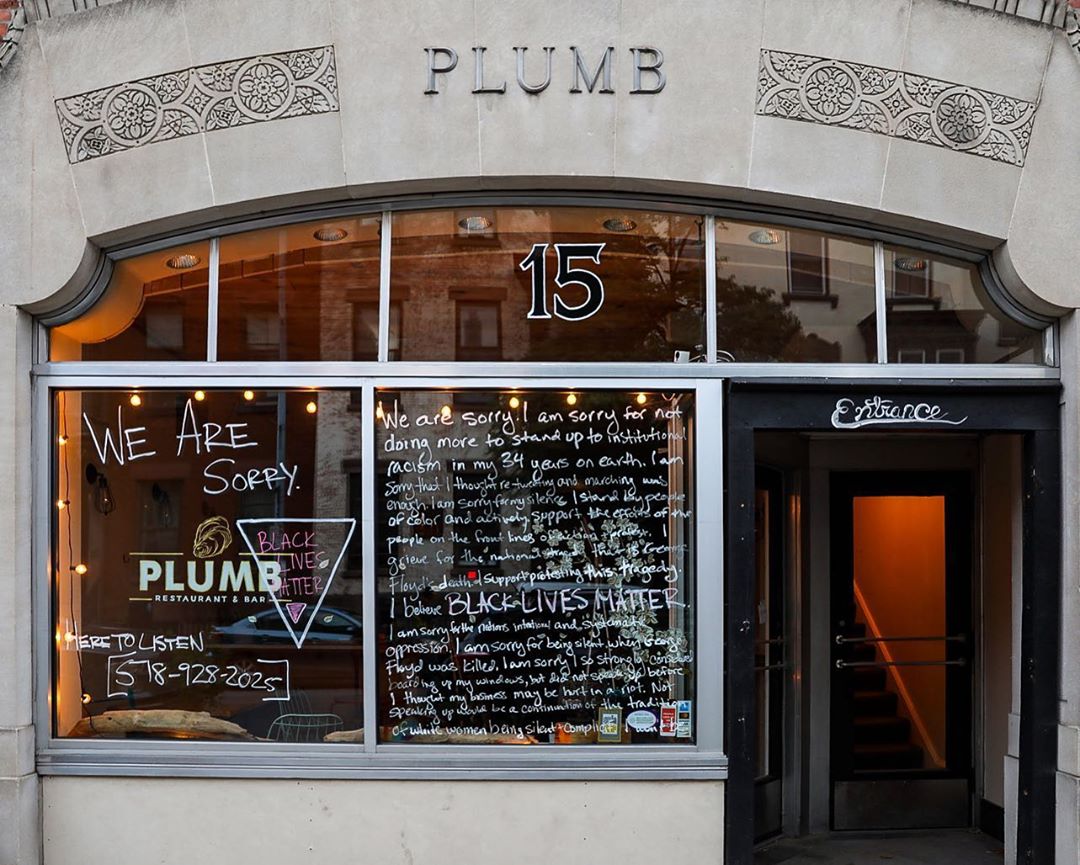 PLUMB
15
Entrance
WE ARE
SORRY.
BLACK
LIVES
MATTER
PLUMB
RESTAURANT & BAR
HERE TO LISTEN
518-928-2025
We are sorry. I am sorry for not
doing more to stand up to institutional
racism in my 34 years on earth. I am
sorry that I thought re-tweeting and marching was
enough. I am sorry for my silence. I stand by people
of color and actively support the efforts of the
people on the front lines of action & protest. I
grieve for the national tragedy that is George
Floyd's death. I support protesting this tragedy.
I believe BLACK LIVES MATTER.
I am sorry for the nations intentional and systematic
oppression. I am sorry for being silent when George
Floyd was killed. I am sorry I so strongly considered
boarding up my windows, but did not speak up before
I thought my business may be hurt in a riot. Not
speaking up would be a continuation of the tradition
of white women being silent + complicit. I won't